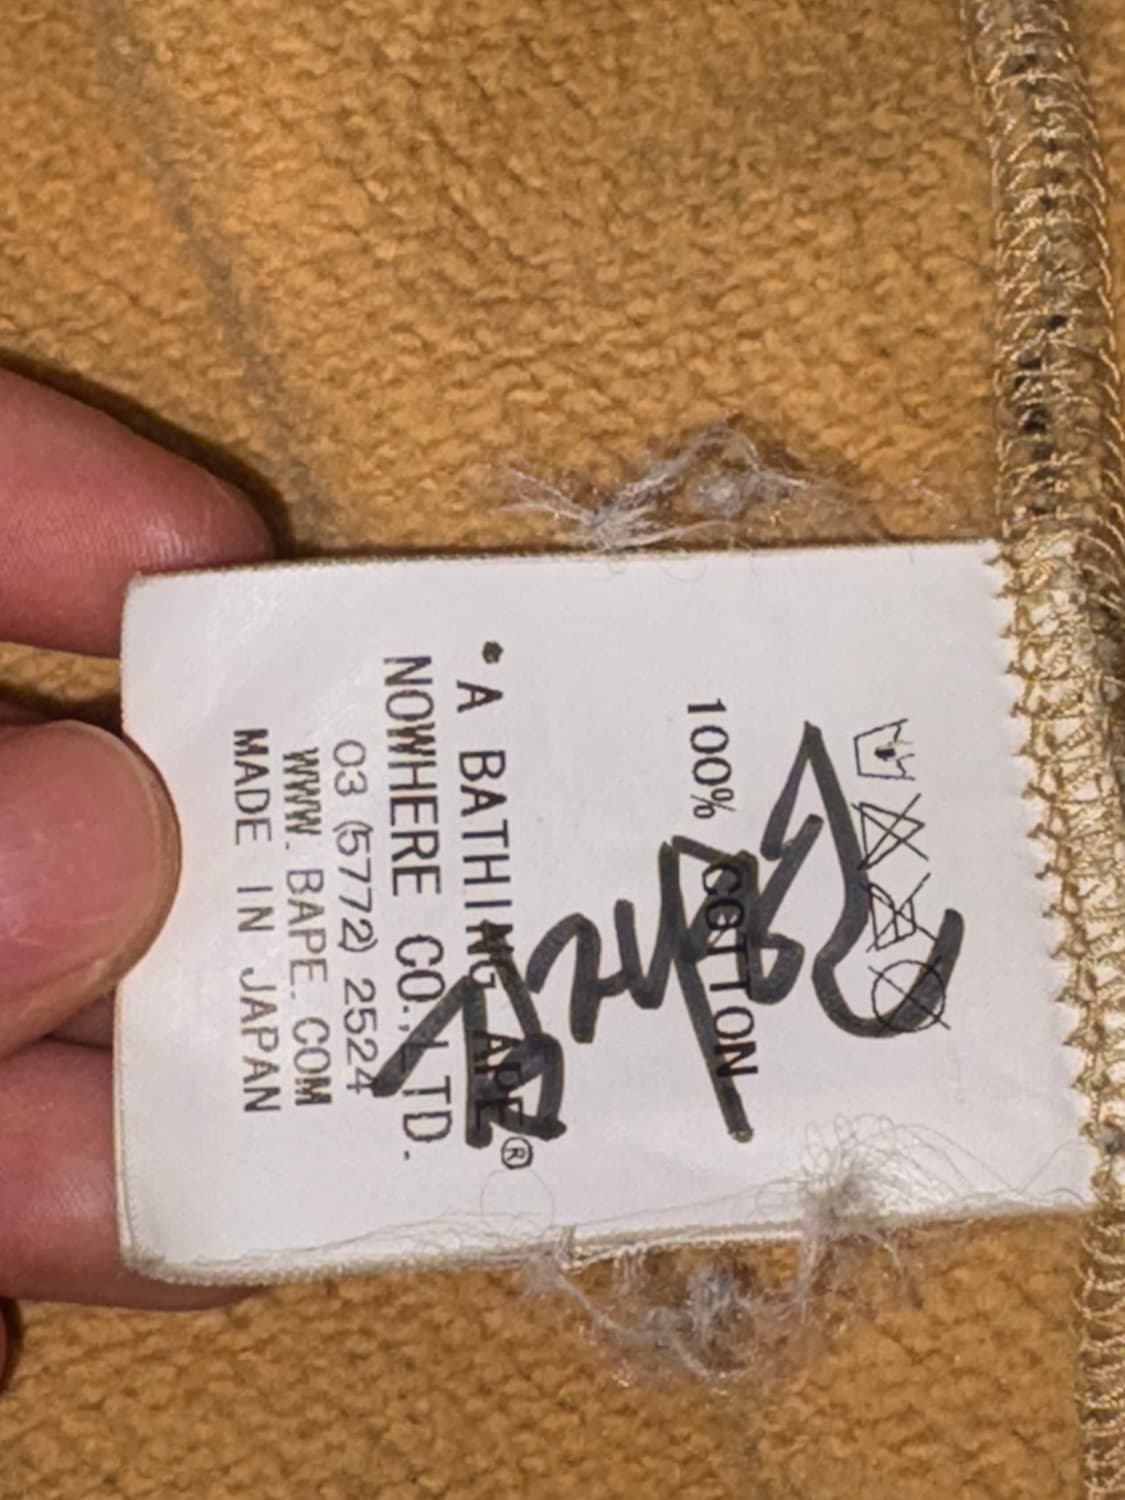 100% COTTON
• A BATHING APE®
NOWHERE CO., LTD.
03 (5772) 2524
WWW. BAPE. COM
MADE IN JAPAN